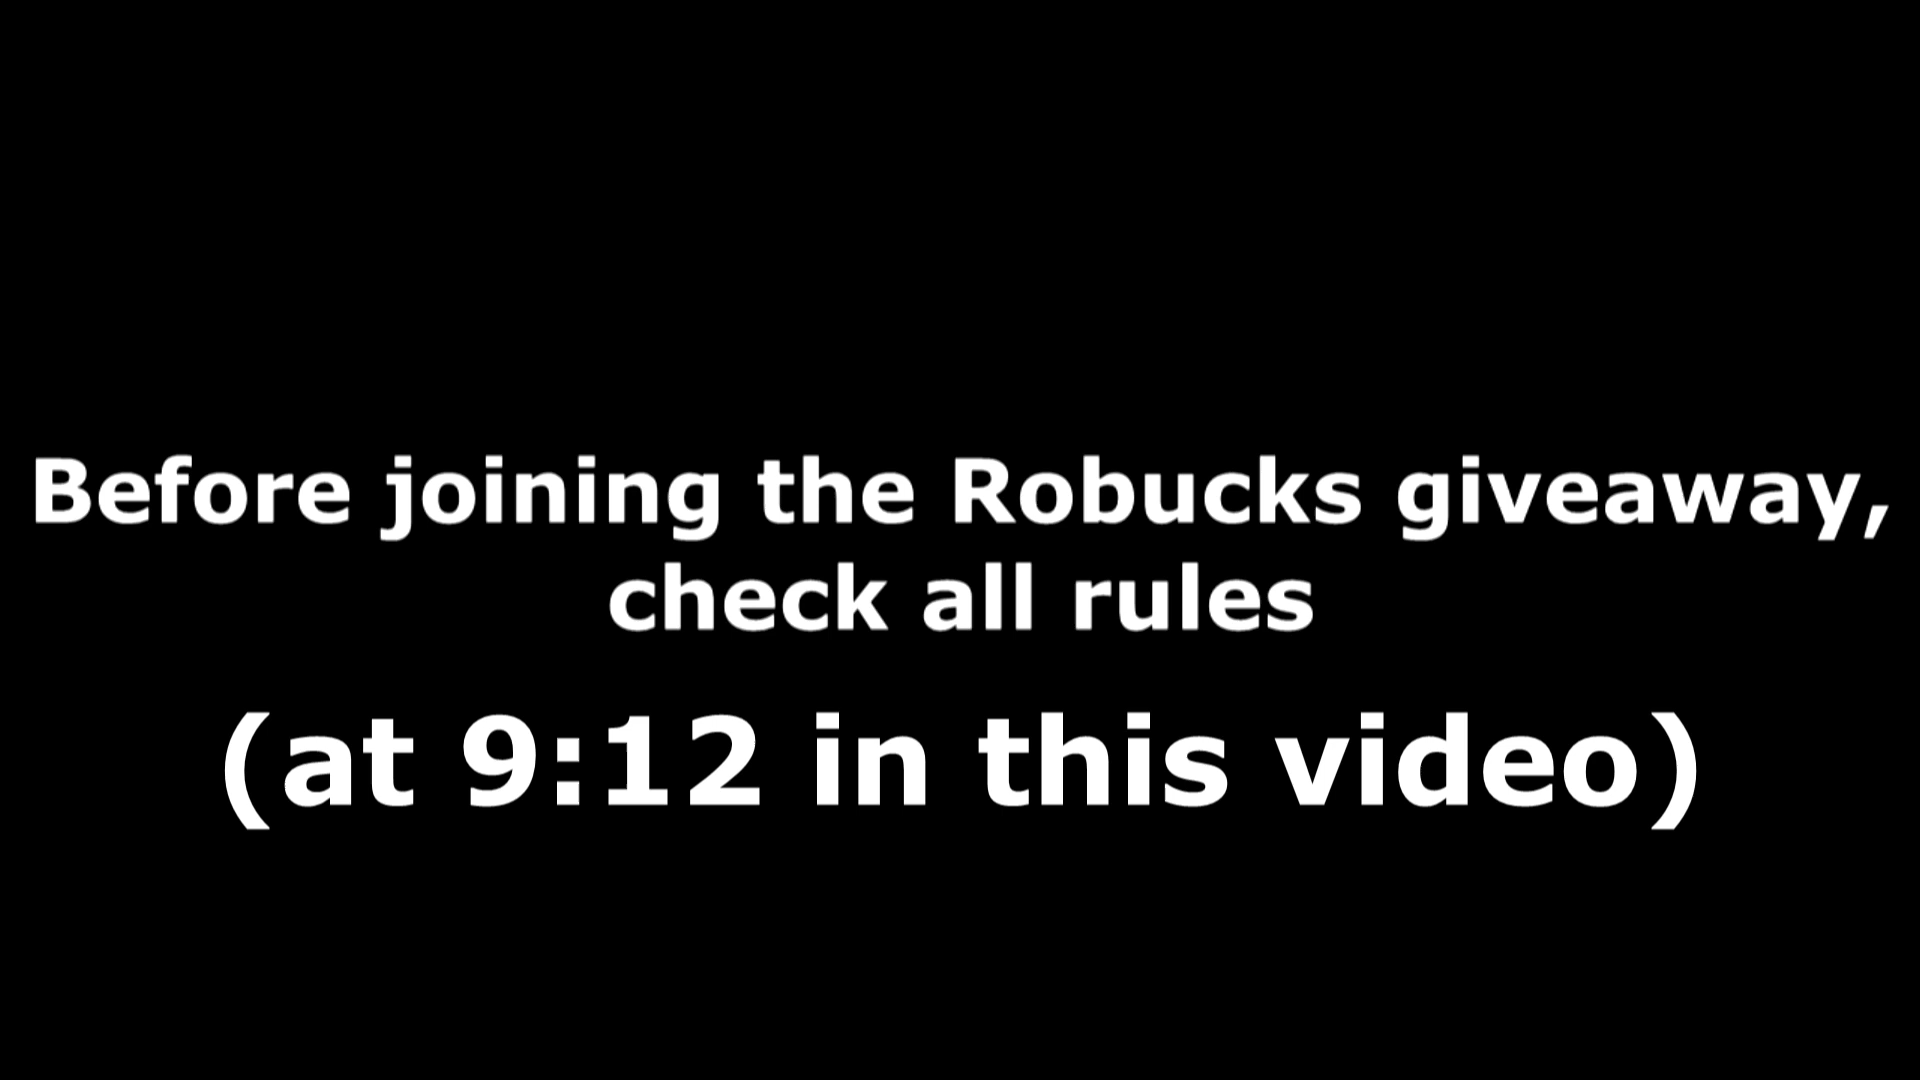 Before joining the Robucks giveaway,
check all rules
(at 9:12 in this video)